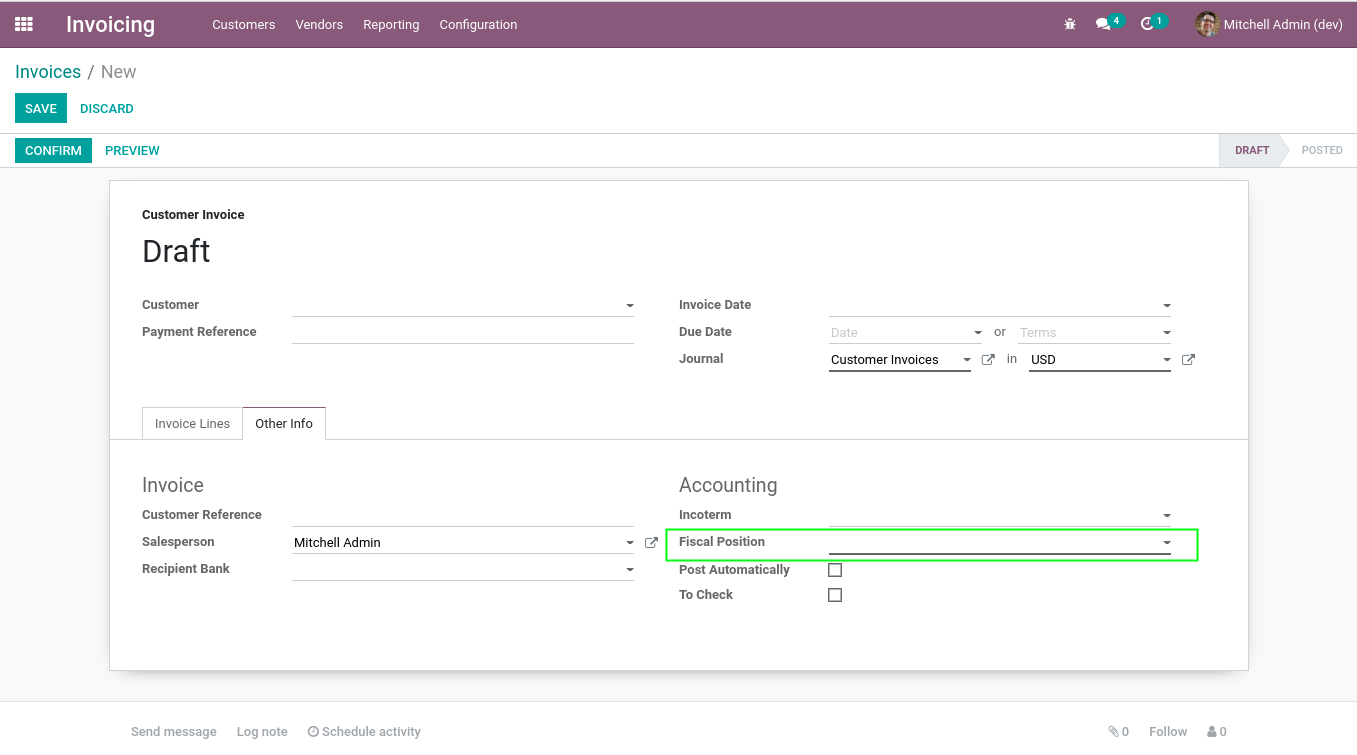 Invoicing Customers Vendors Reporting Configuration 4 1 Mitchell Admin (dev)
Invoices / New
SAVE DISCARD
CONFIRM PREVIEW DRAFT POSTED
Customer Invoice
Draft
Customer Invoice Date
Payment Reference Due Date Date or Terms
Journal Customer Invoices in USD
Invoice Lines Other Info
Invoice Accounting
Customer Reference Incoterm
Salesperson Mitchell Admin Fiscal Position
Recipient Bank Post Automatically
To Check
Send message Log note Schedule activity 0 Follow 0